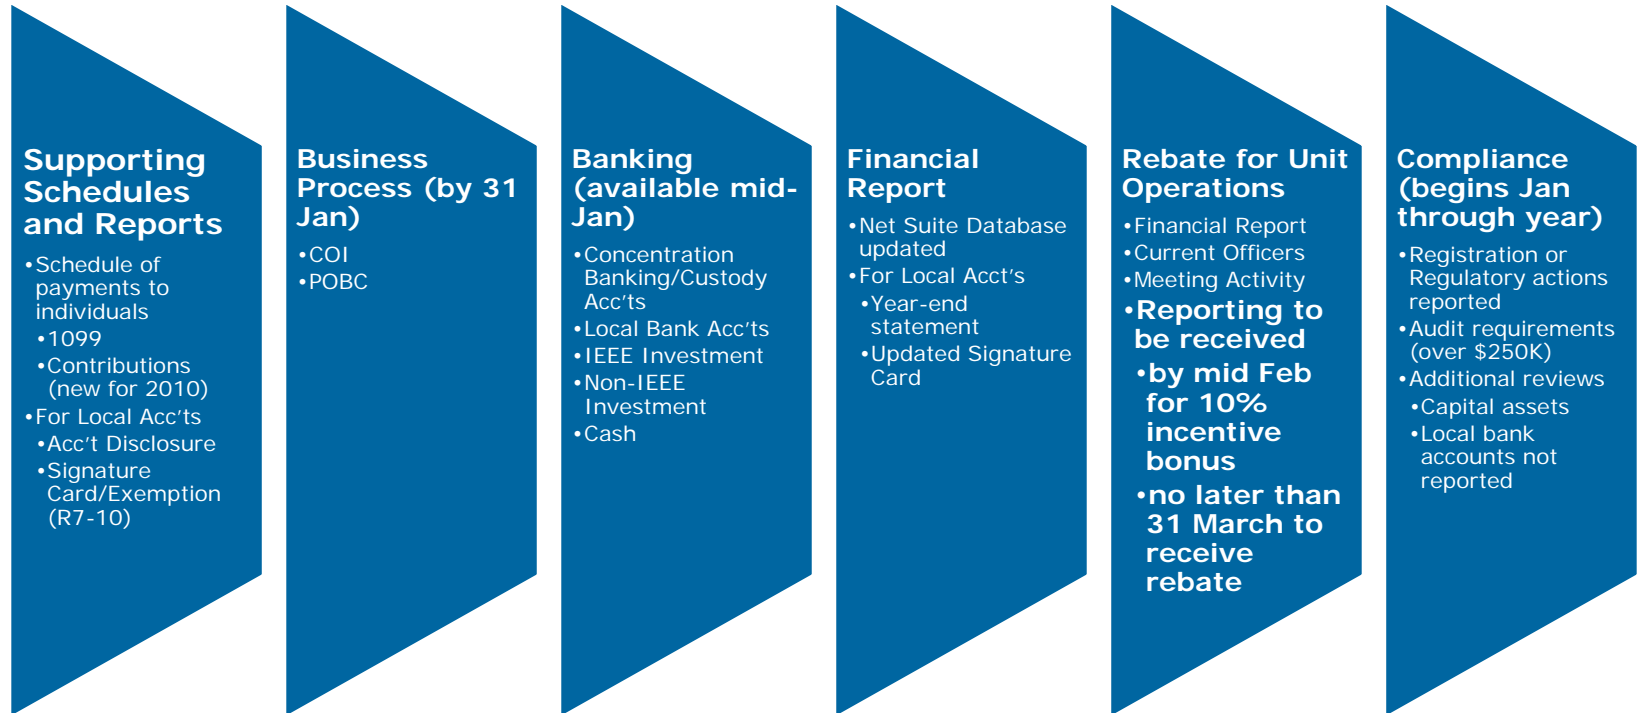 Supporting
Schedules
and Reports
•Schedule of
payments to
individuals
•1099
•Contributions
(new for 2010)
•For Local Acc'ts
•Acc't Disclosure
•Signature
Card/Exemption
(R7-10)
Business
Process (by 31
Jan)
•COI
•POBC
Banking
(available mid-
Jan)
•Concentration
Banking/Custody
Acc'ts
•Local Bank Acc'ts
•IEEE Investment
•Non-IEEE
Investment
•Cash
Financial
Report
•Net Suite Database
updated
•For Local Acct's
•Year-end
statement
•Updated Signature
Card
Rebate for Unit
Operations
•Financial Report
•Current Officers
•Meeting Activity
•Reporting to
be received
•by mid Feb
for 10%
incentive
bonus
•no later than
31 March to
receive
rebate
Compliance
(begins Jan
through year)
•Registration or
Regulatory actions
reported
•Audit requirements
(over $250K)
•Additional reviews
•Capital assets
•Local bank
accounts not
reported